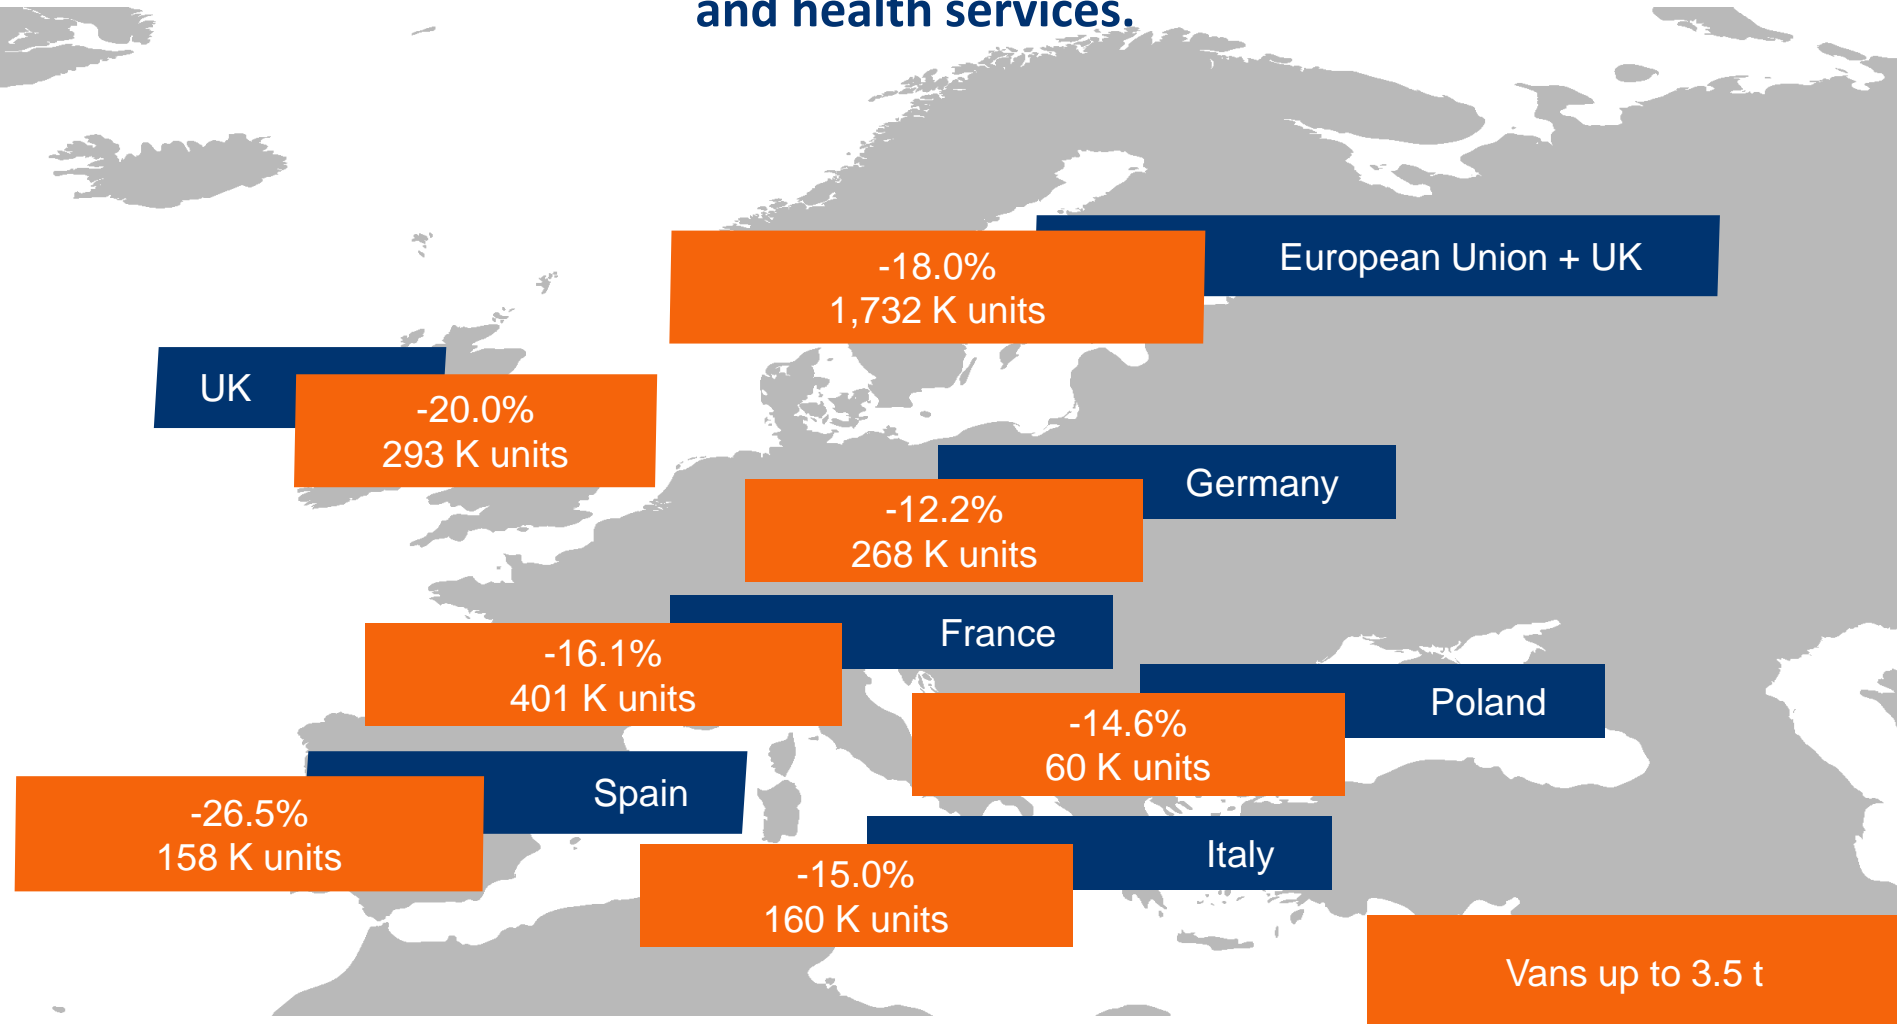 and health services.
European Union + UK
-18.0%
1,732 K units
UK
-20.0%
293 K units
Germany
-12.2%
268 K units
France
-16.1%
401 K units
Poland
-14.6%
60 K units
Spain
-26.5%
158 K units
Italy
-15.0%
160 K units
Vans up to 3.5 t